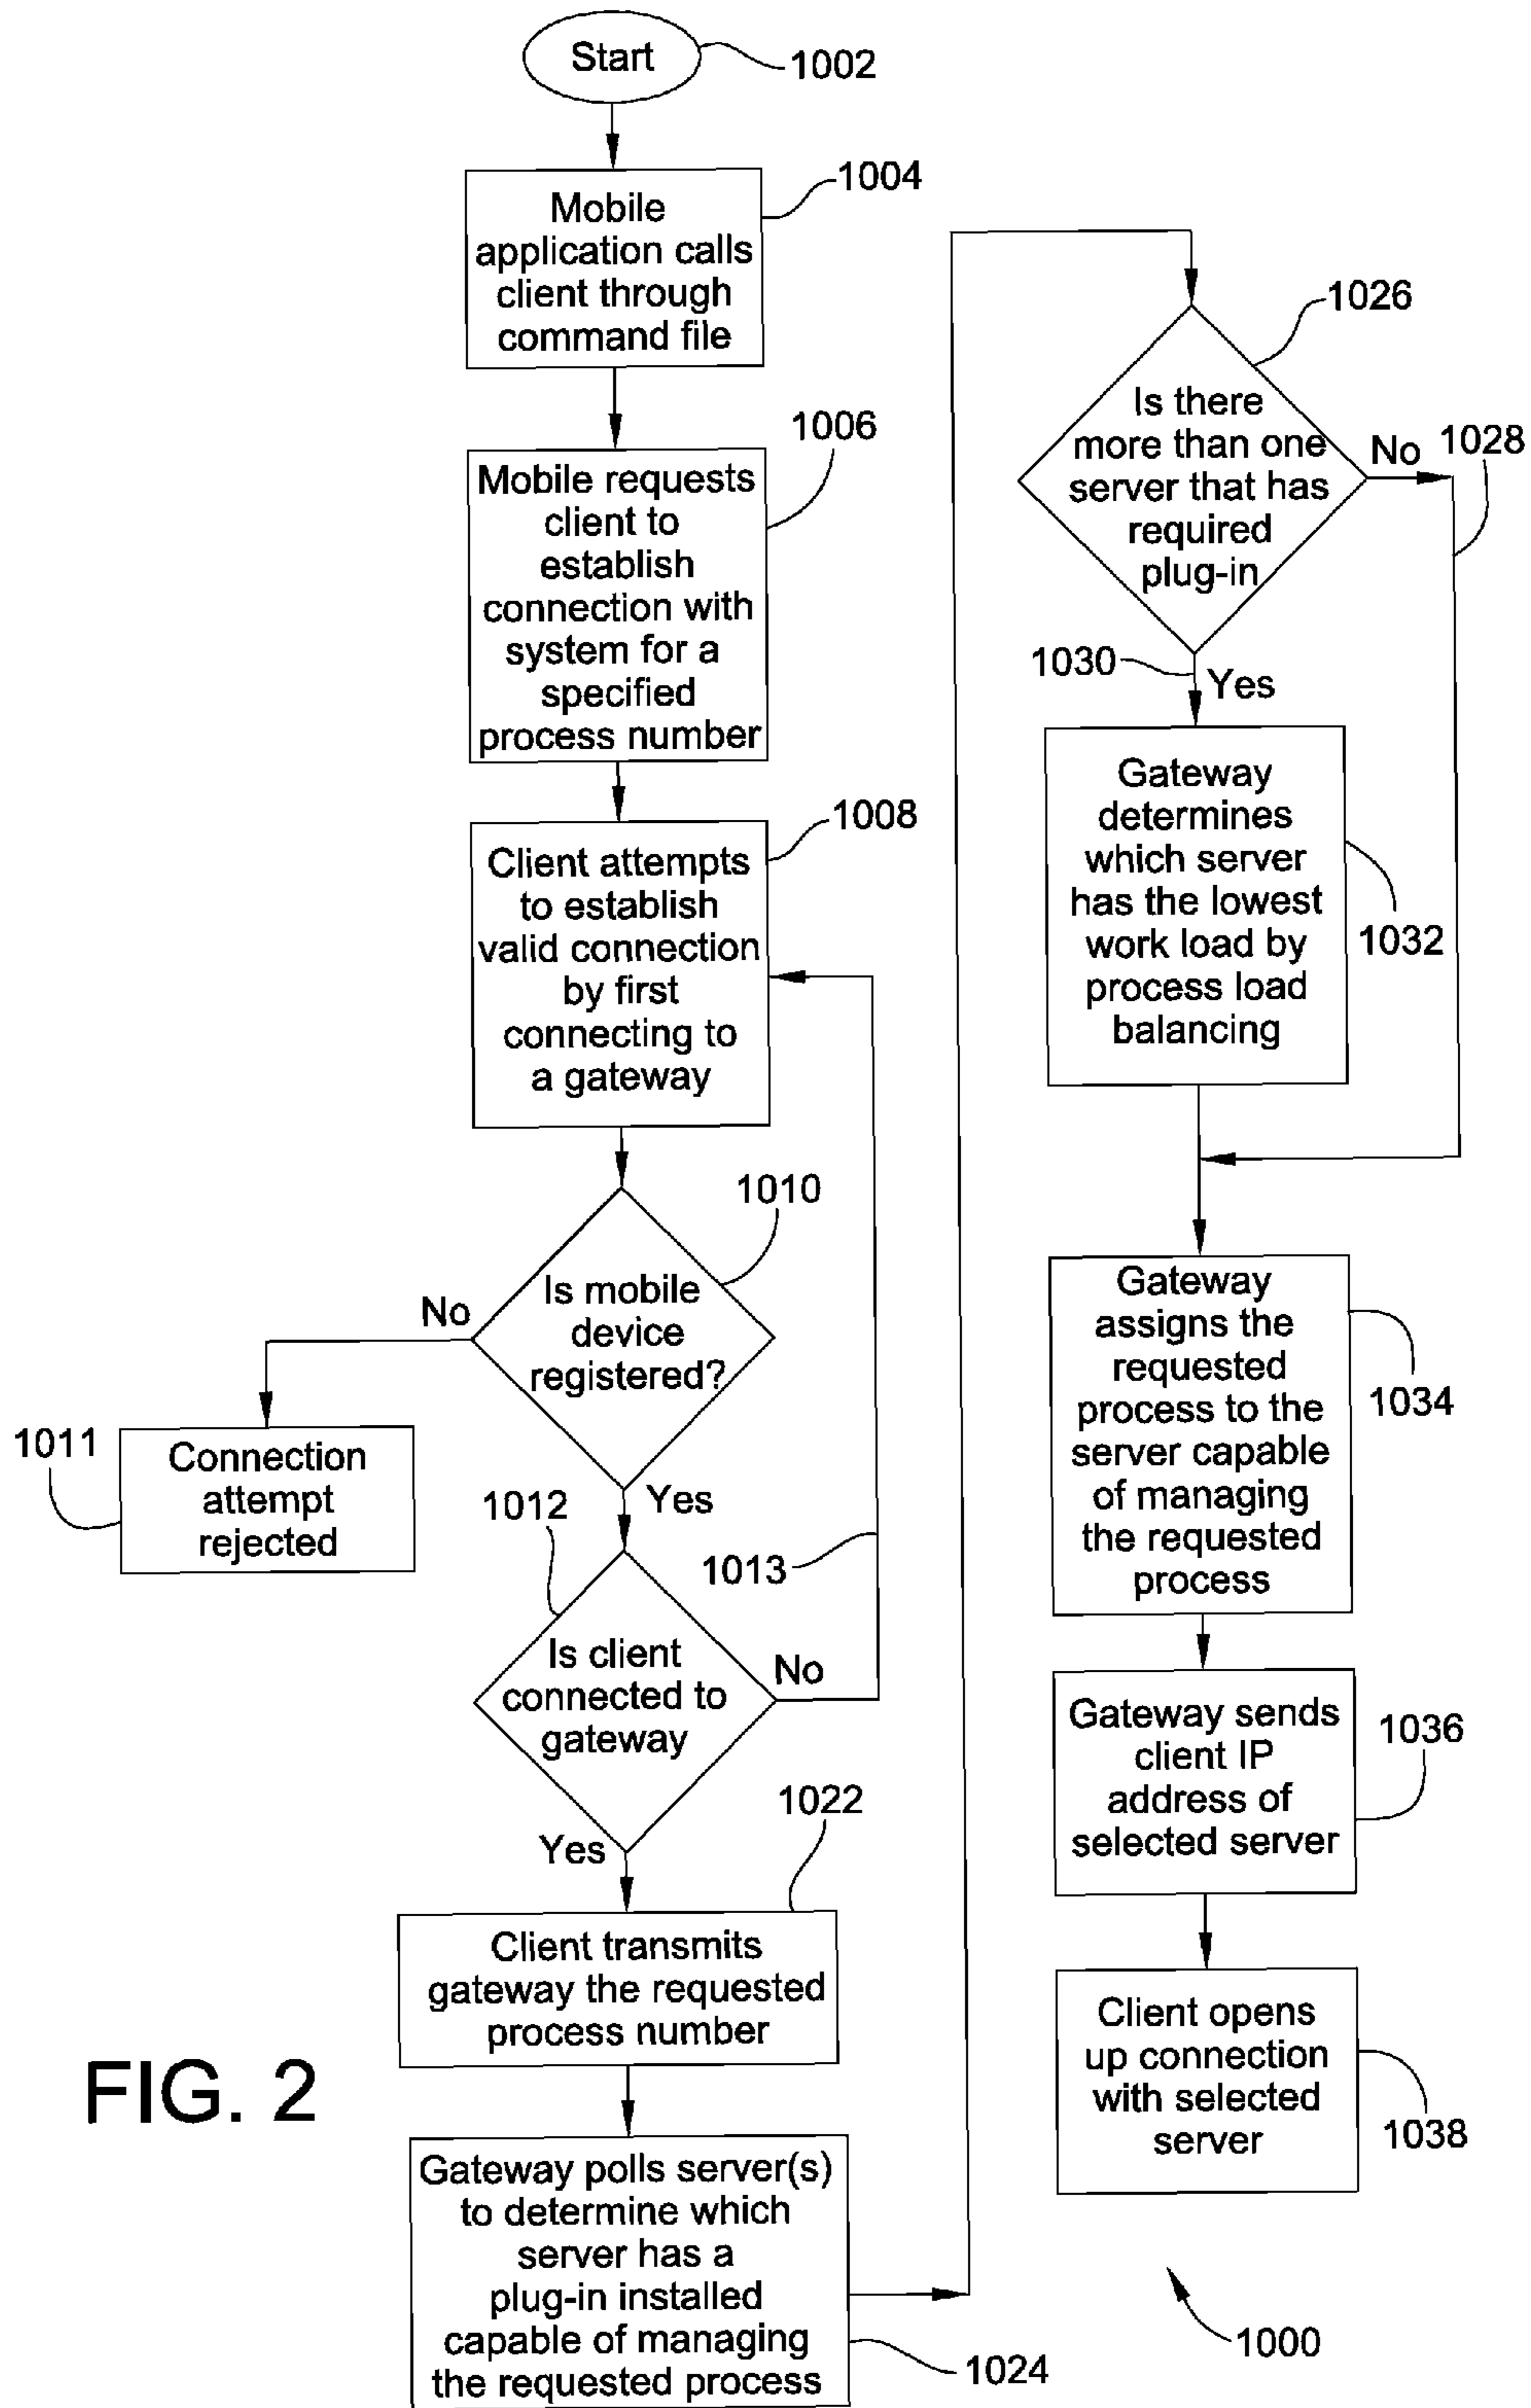 Start
1002
1004
Mobile
application calls
client through
command file
1006
Mobile requests
client to
establish
connection with
system for a
specified
process number
1008
Client attempts
to establish
valid connection
by first
connecting to
a gateway
1010
Is mobile
device
registered?
No
1011
Connection
attempt
rejected
Yes
1012
1013
Is client
connected to
gateway
No
Yes
1022
Client transmits
gateway the requested
process number
Gateway polls server(s)
to determine which
server has a
plug-in installed
capable of managing
the requested process
1024
1026
Is there
more than one
server that has
required
plug-in
No
1028
1030
Yes
Gateway
determines
which server
has the lowest
work load by
process load
balancing
1032
Gateway
assigns the
requested
process to the
server capable
of managing
the requested
process
1034
Gateway sends
client IP
address of
selected server
1036
Client opens
up connection
with selected
server
1038
1000
FIG. 2